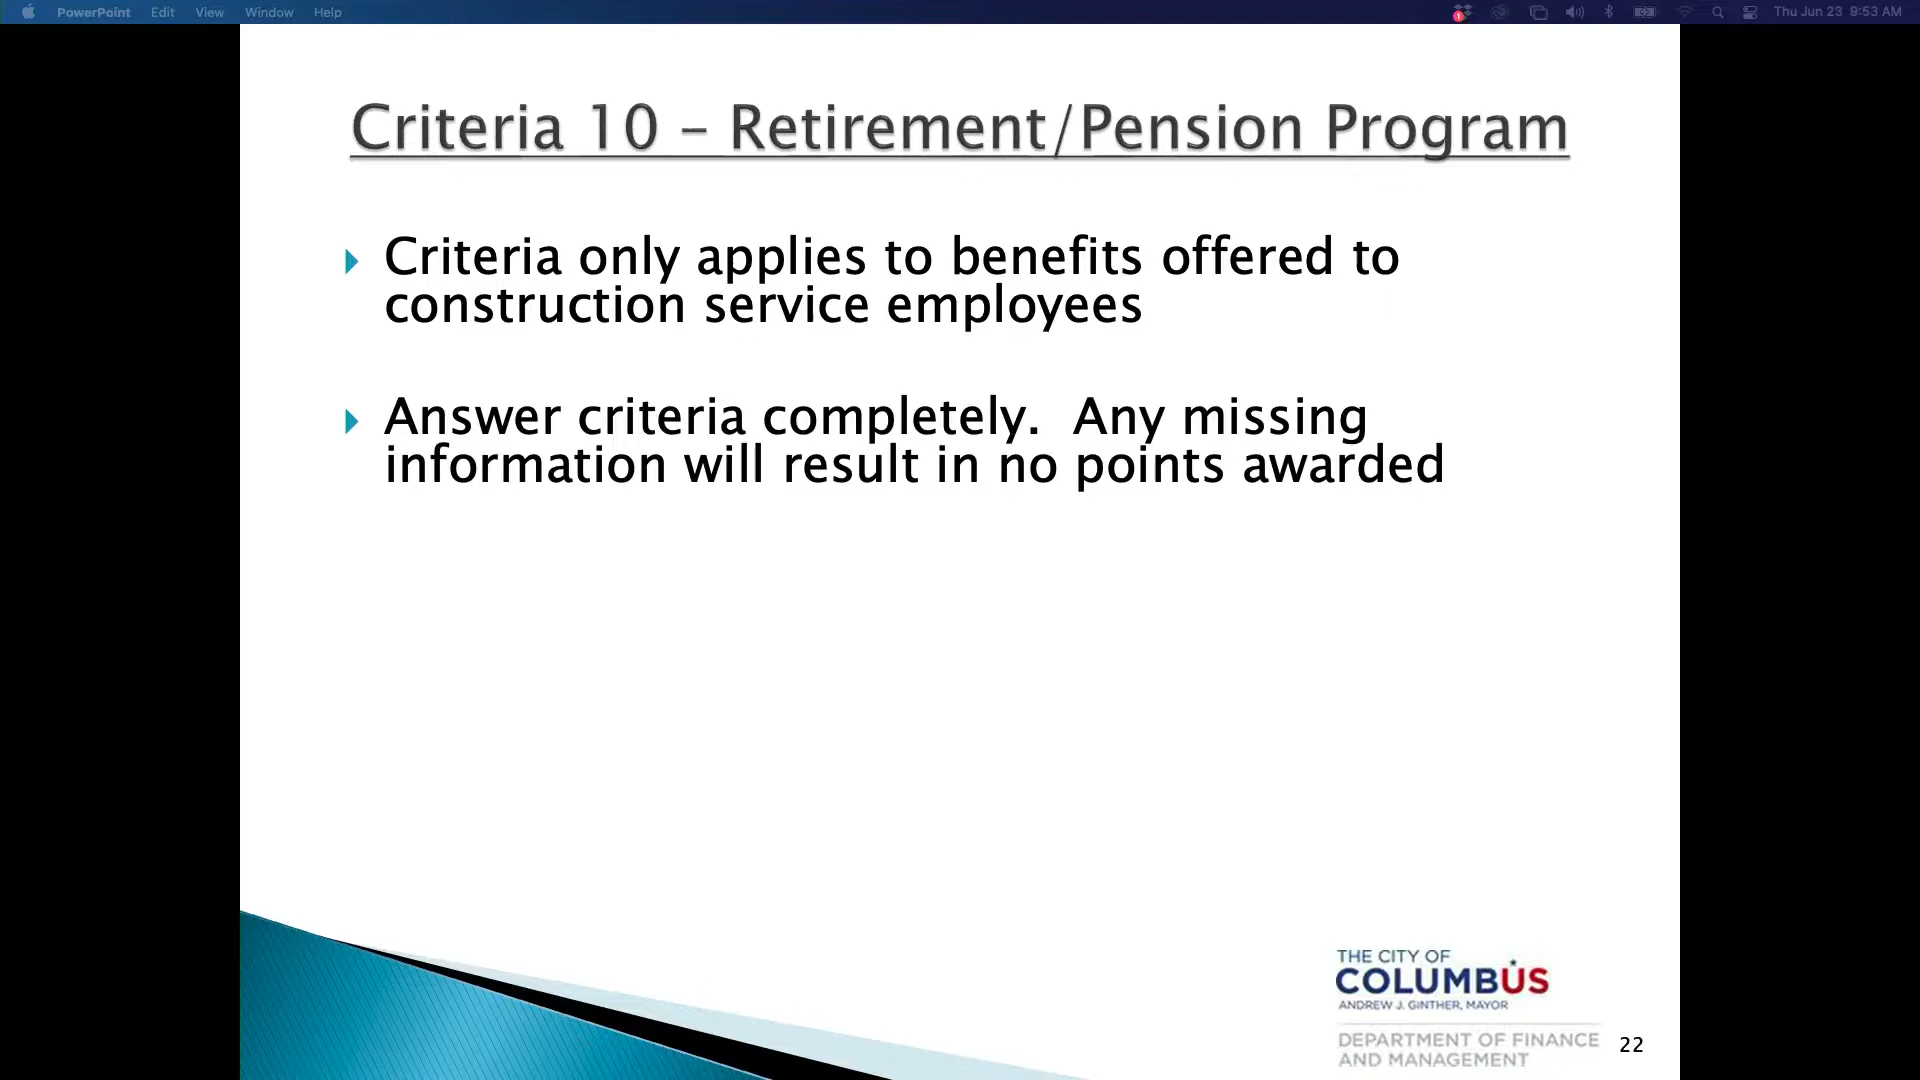 PowerPoint Edit View Window Help
1
Thu Jun 23 9:53 AM
Criteria 10 – Retirement/Pension Program
Criteria only applies to benefits offered to
construction service employees
Answer criteria completely.  Any missing
information will result in no points awarded
THE CITY OF
COLUMBUS
ANDREW J. GINTHER, MAYOR
DEPARTMENT OF FINANCE
AND MANAGEMENT
22